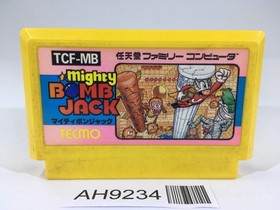 TCF-MB
任天堂 ファミリー コンピュータ
Mighty
BOMB
JACK
マイティボンジャック
TECMO
AH9234